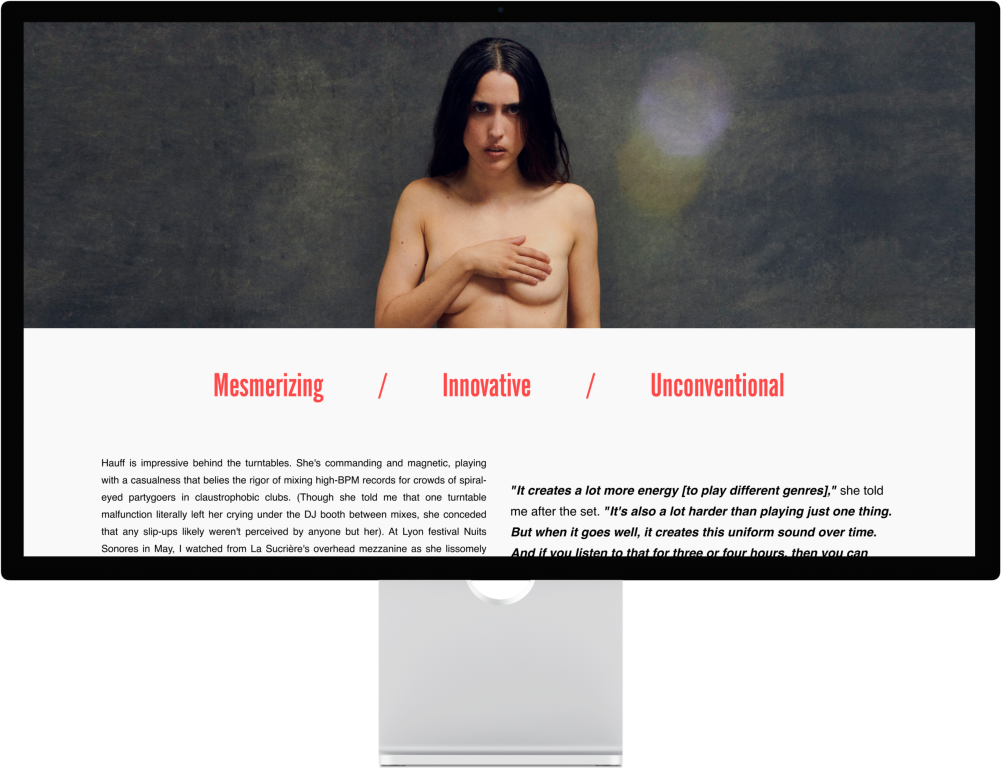 Mesmerizing / Innovative / Unconventional
Hauff is impressive behind the turntables. She's commanding and magnetic, playing
with a casualness that belies the rigor of mixing high-BPM records for crowds of spiral-
eyed partygoers in claustrophobic clubs. (Though she told me that one turntable
malfunction literally left her crying under the DJ booth between mixes, she conceded
that any slip-ups likely weren't perceived by anyone but her). At Lyon festival Nuits
Sonores in May, I watched from La Sucrière's overhead mezzanine as she lissomely
"It creates a lot more energy [to play different genres]," she told
me after the set. "It's also a lot harder than playing just one thing.
But when it goes well, it creates this uniform sound over time.
And if you listen to that for three or four hours, then you can